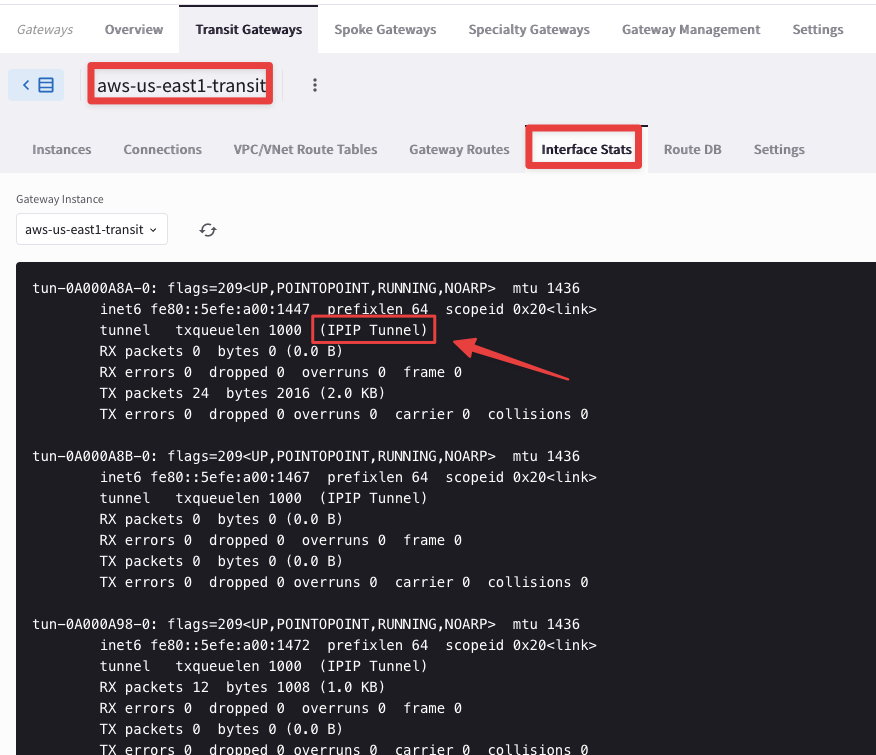 Gateways Overview Transit Gateways Spoke Gateways Specialty Gateways Gateway Management Settings
aws-us-east1-transit
Instances Connections VPC/VNet Route Tables Gateway Routes Interface Stats Route DB Settings
Gateway Instance
aws-us-east1-transit
tun-0A000A8A-0: flags=209<UP,POINTOPOINT,RUNNING,NOARP>  mtu 1436
inet6 fe80::5efe:a00:1447  prefixlen 64  scopeid 0x20<link>
tunnel   txqueuelen 1000  (IPIP Tunnel)
RX packets 0  bytes 0 (0.0 B)
RX errors 0  dropped 0  overruns 0  frame 0
TX packets 24  bytes 2016 (2.0 KB)
TX errors 0  dropped 0 overruns 0  carrier 0  collisions 0
tun-0A000A8B-0: flags=209<UP,POINTOPOINT,RUNNING,NOARP>  mtu 1436
inet6 fe80::5efe:a00:1467  prefixlen 64  scopeid 0x20<link>
tunnel   txqueuelen 1000  (IPIP Tunnel)
RX packets 0  bytes 0 (0.0 B)
RX errors 0  dropped 0  overruns 0  frame 0
TX packets 0  bytes 0 (0.0 B)
TX errors 0  dropped 0 overruns 0  carrier 0  collisions 0
tun-0A000A98-0: flags=209<UP,POINTOPOINT,RUNNING,NOARP>  mtu 1436
inet6 fe80::5efe:a00:1472  prefixlen 64  scopeid 0x20<link>
tunnel   txqueuelen 1000  (IPIP Tunnel)
RX packets 12  bytes 1008 (1.0 KB)
RX errors 0  dropped 0  overruns 0  frame 0
TX packets 0  bytes 0 (0.0 B)
TX errors 0  dropped 0 overruns 0  carrier 0  collisions 0